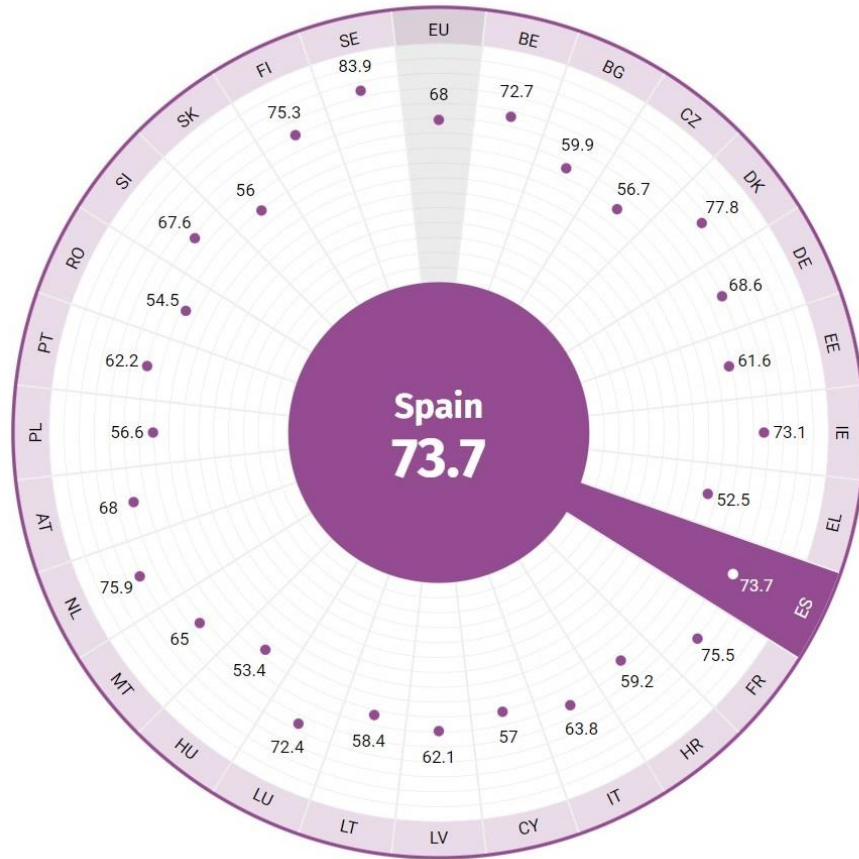 EU
68
BE
72.7
BG
59.9
CZ
56.7
DK
77.8
DE
68.6
EE
61.6
IE
73.1
EL
52.5
ES
73.7
FR
75.5
HR
59.2
IT
63.8
CY
57
LV
62.1
LT
58.4
LU
72.4
HU
53.4
MT
65
NL
75.9
AT
68
PL
56.6
PT
62.2
RO
54.5
SI
67.6
SK
56
FI
75.3
SE
83.9
Spain
73.7